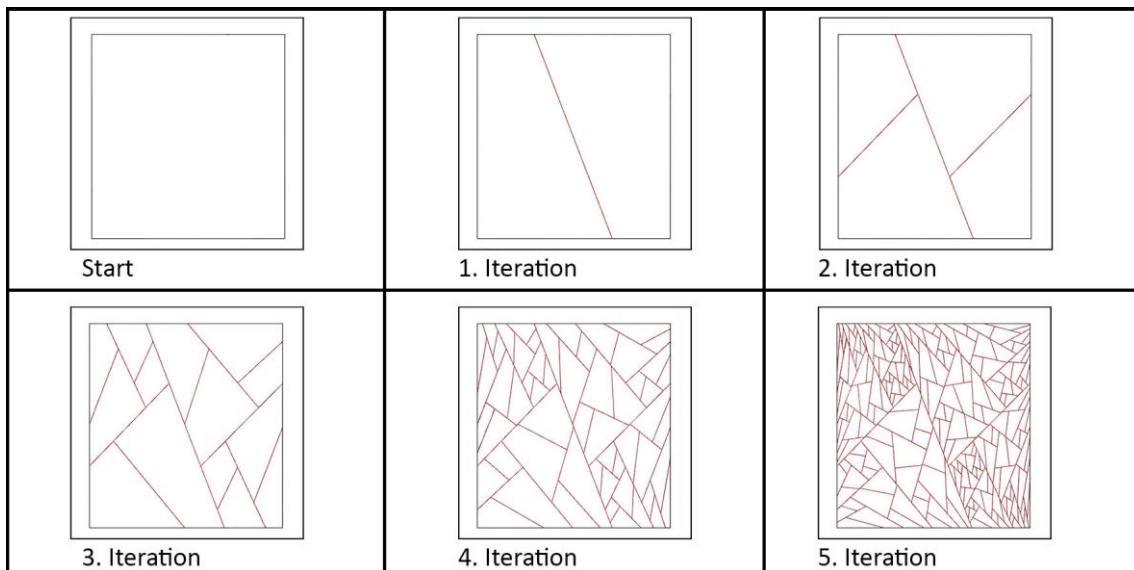 Start
1. Iteration
2. Iteration
3. Iteration
4. Iteration
5. Iteration